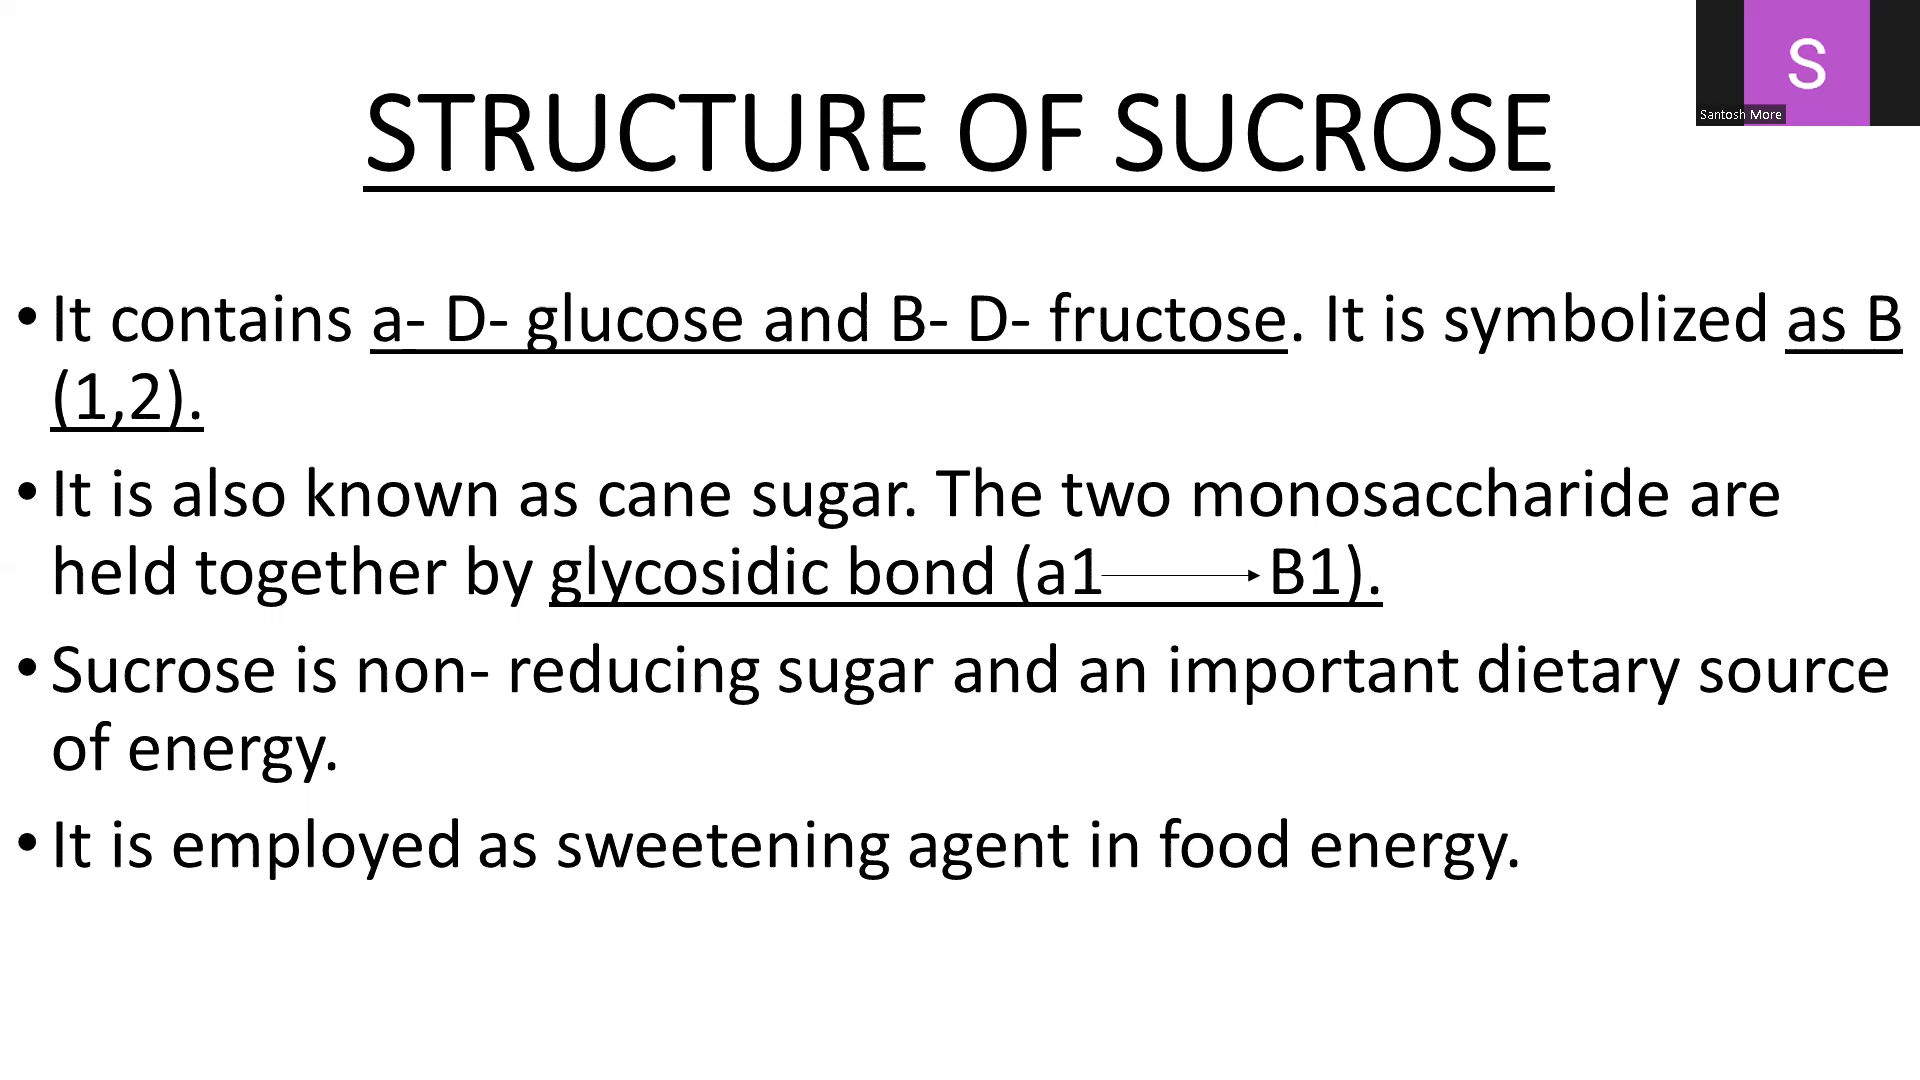 S
Santosh More
STRUCTURE OF SUCROSE
• It contains a- D- glucose and B- D- fructose. It is symbolized as B
(1,2).
• It is also known as cane sugar. The two monosaccharide are
held together by glycosidic bond (a1 → B1).
• Sucrose is non- reducing sugar and an important dietary source
of energy.
• It is employed as sweetening agent in food energy.